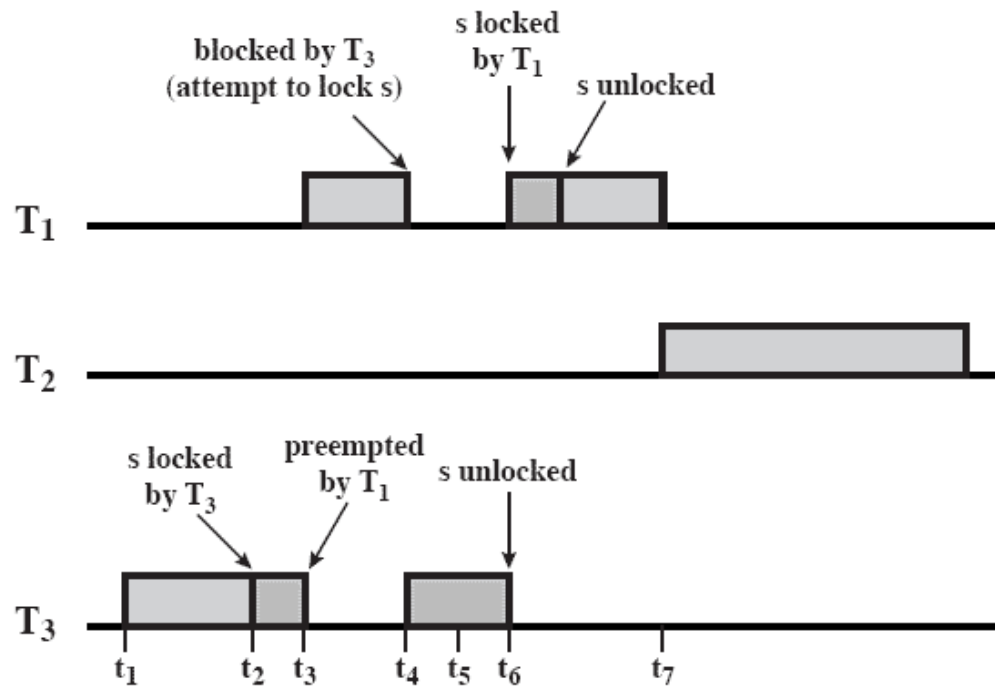 blocked by T₃
(attempt to lock s)
s locked
by T₁
s unlocked
T₁
T₂
s locked
by T₃
preempted
by T₁
s unlocked
T₃
t₁ t₂ t₃ t₄ t₅ t₆ t₇